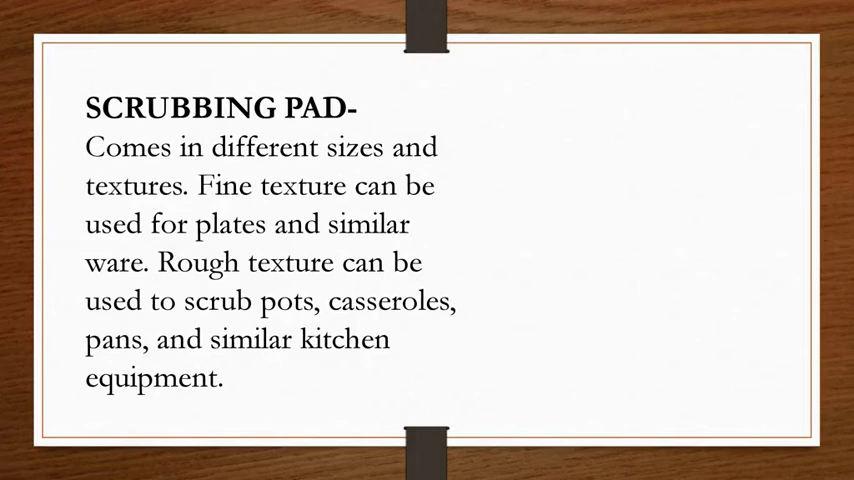 SCRUBBING PAD-
Comes in different sizes and
textures. Fine texture can be
used for plates and similar
ware. Rough texture can be
used to scrub pots, casseroles,
pans, and similar kitchen
equipment.